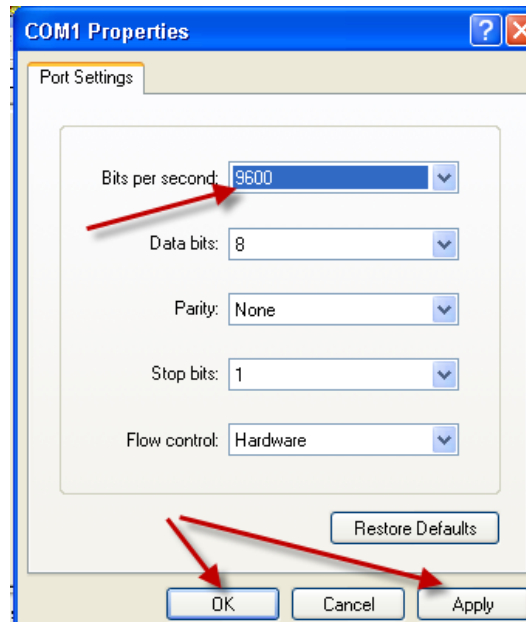 COM1 Properties
Port Settings
Bits per second: 9600
Data bits: 8
Parity: None
Stop bits: 1
Flow control: Hardware
Restore Defaults
OK Cancel Apply